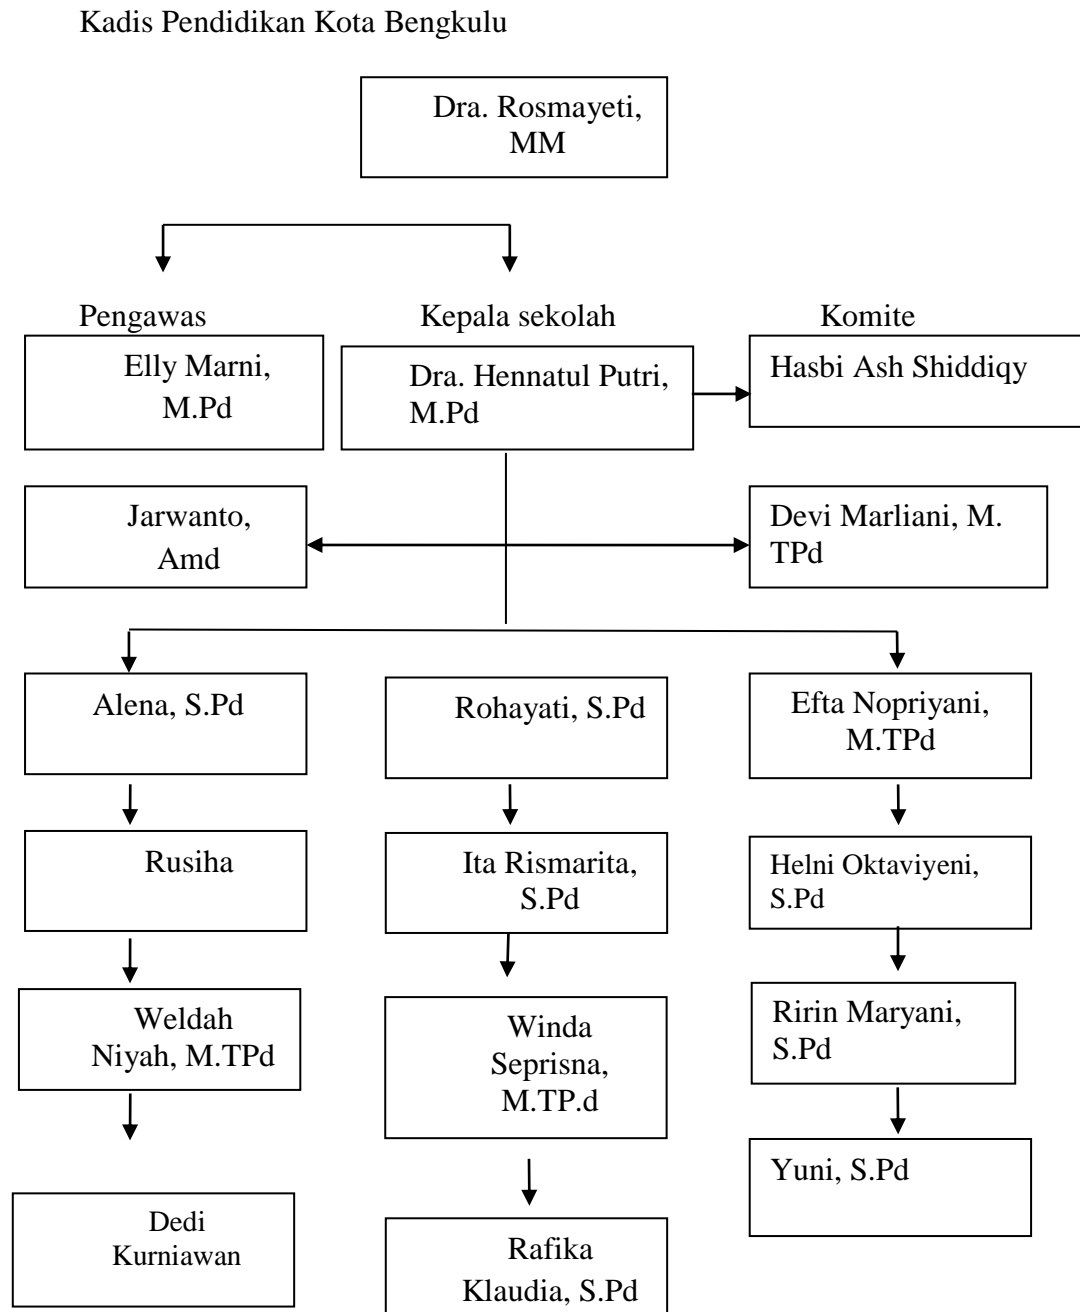 Kadis Pendidikan Kota Bengkulu
Dra. Rosmayeti,
MM
Pengawas
Kepala sekolah
Komite
Elly Marni,
M.Pd
Dra. Hennatul Putri,
M.Pd
Hasbi Ash Shiddiqy
Jarwanto,
Amd
Devi Marliani, M.
TPd
Alena, S.Pd
Rohayati, S.Pd
Efta Nopriyani,
M.TPd
Rusiha
Ita Rismarita,
S.Pd
Helni Oktaviyeni,
S.Pd
Weldah
Niyah, M.TPd
Winda
Seprisna,
M.TP.d
Ririn Maryani,
S.Pd
Yuni, S.Pd
Dedi
Kurniawan
Rafika
Klaudia, S.Pd